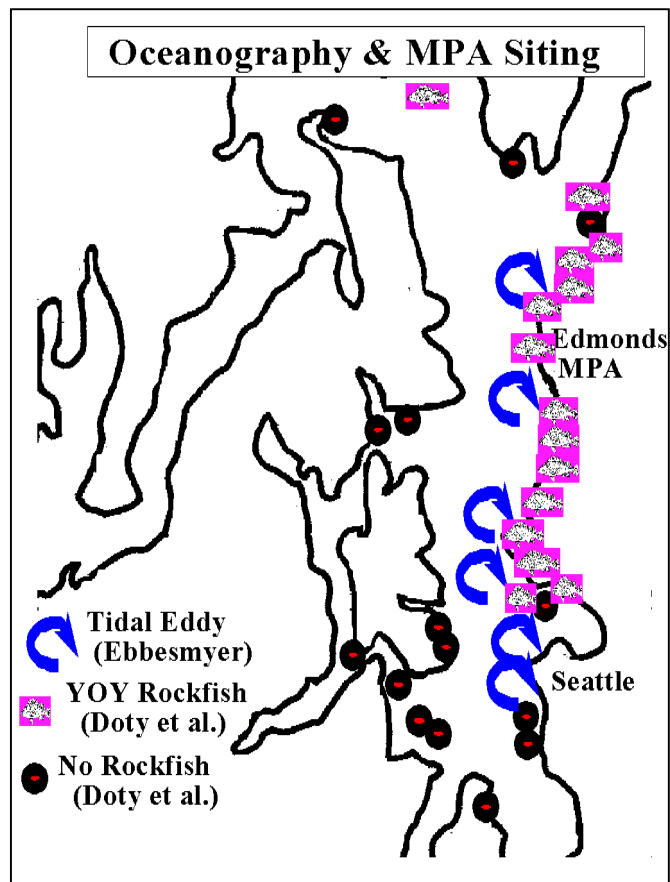 Oceanography & MPA Siting
Edmonds
MPA
Tidal Eddy
(Ebbesmyer)
Seattle
YOY Rockfish
(Doty et al.)
No Rockfish
(Doty et al.)